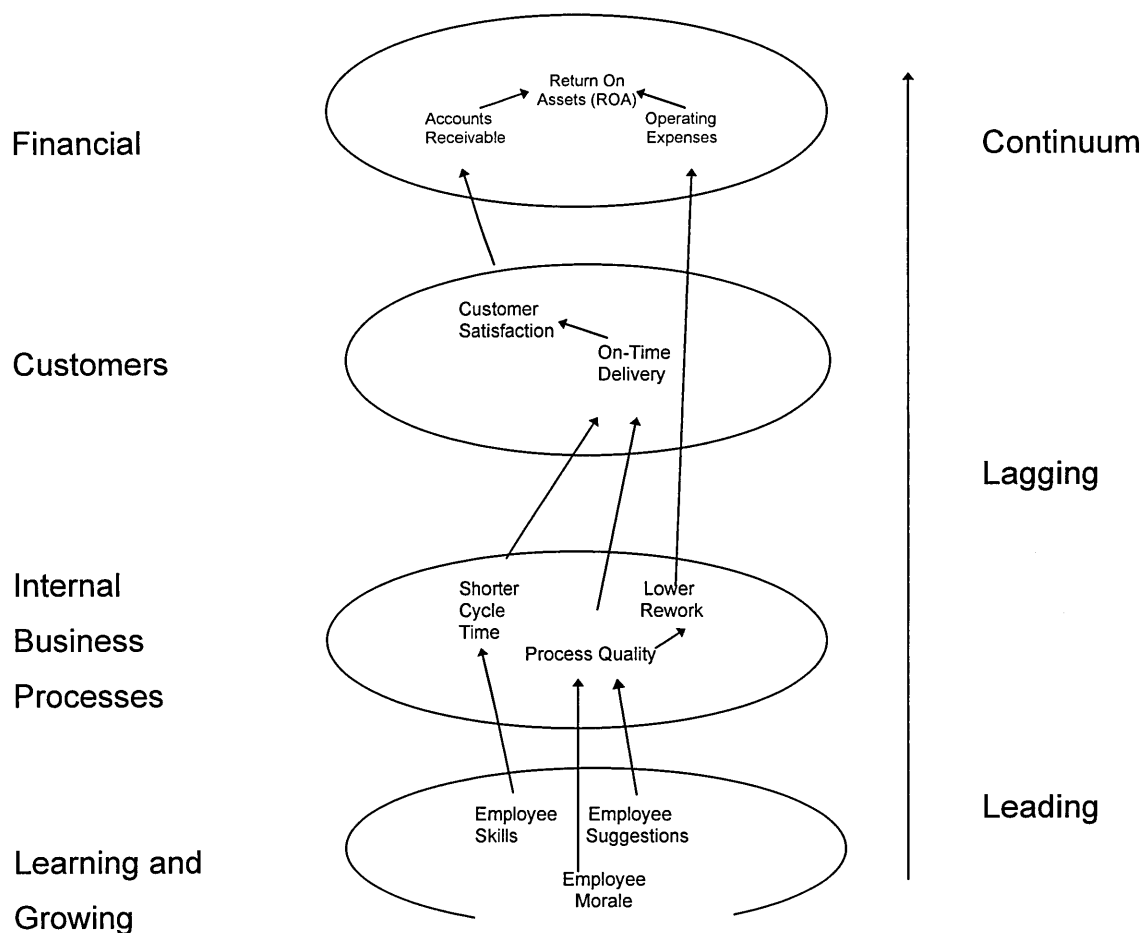 Return On
Assets (ROA)
Accounts
Receivable
Operating
Expenses
Financial
Continuum
Customer
Satisfaction
On-Time
Delivery
Customers
Lagging
Internal
Business
Processes
Shorter
Cycle
Time
Lower
Rework
Process Quality
Employee
Skills
Employee
Suggestions
Employee
Morale
Leading
Learning and
Growing